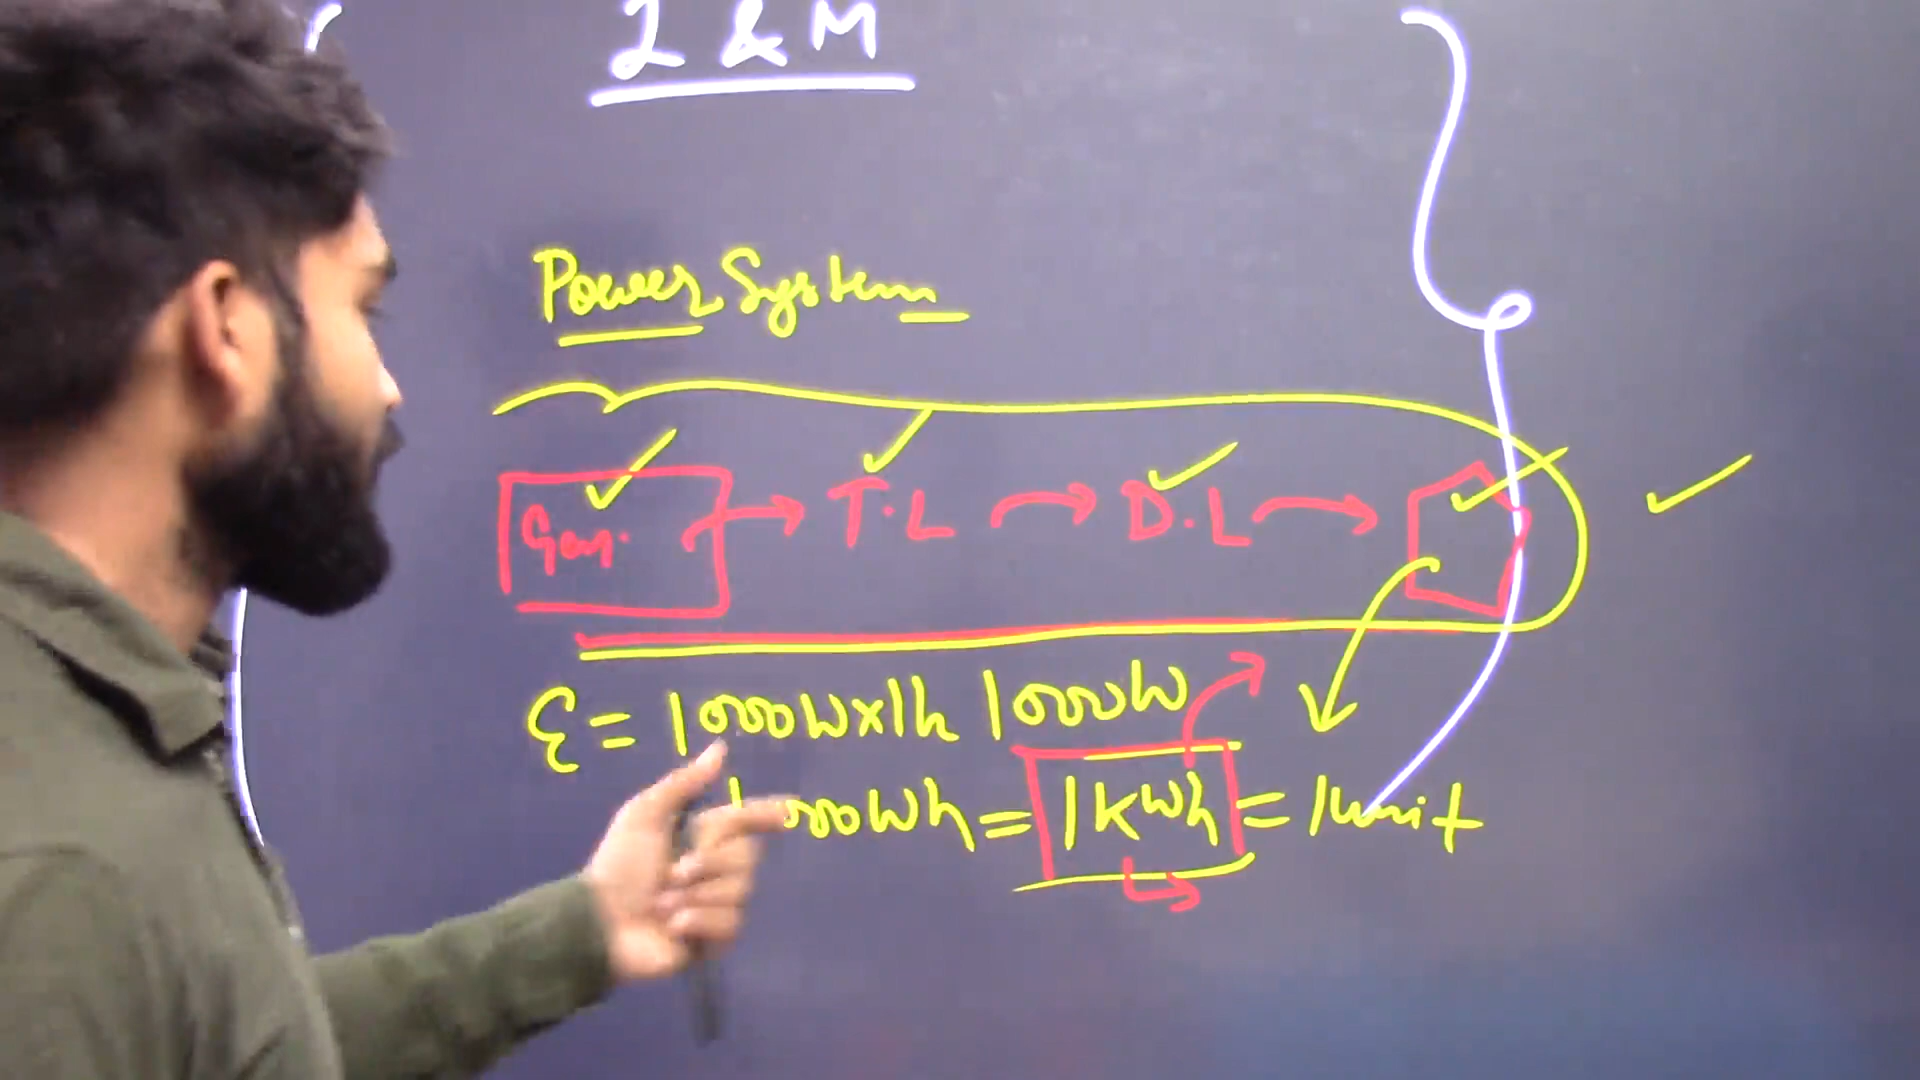 I & M
Power System
Gen. → T.L → D.L →
E = 1000W×1h 1000W
1000Wh = 1kWh = 1unit